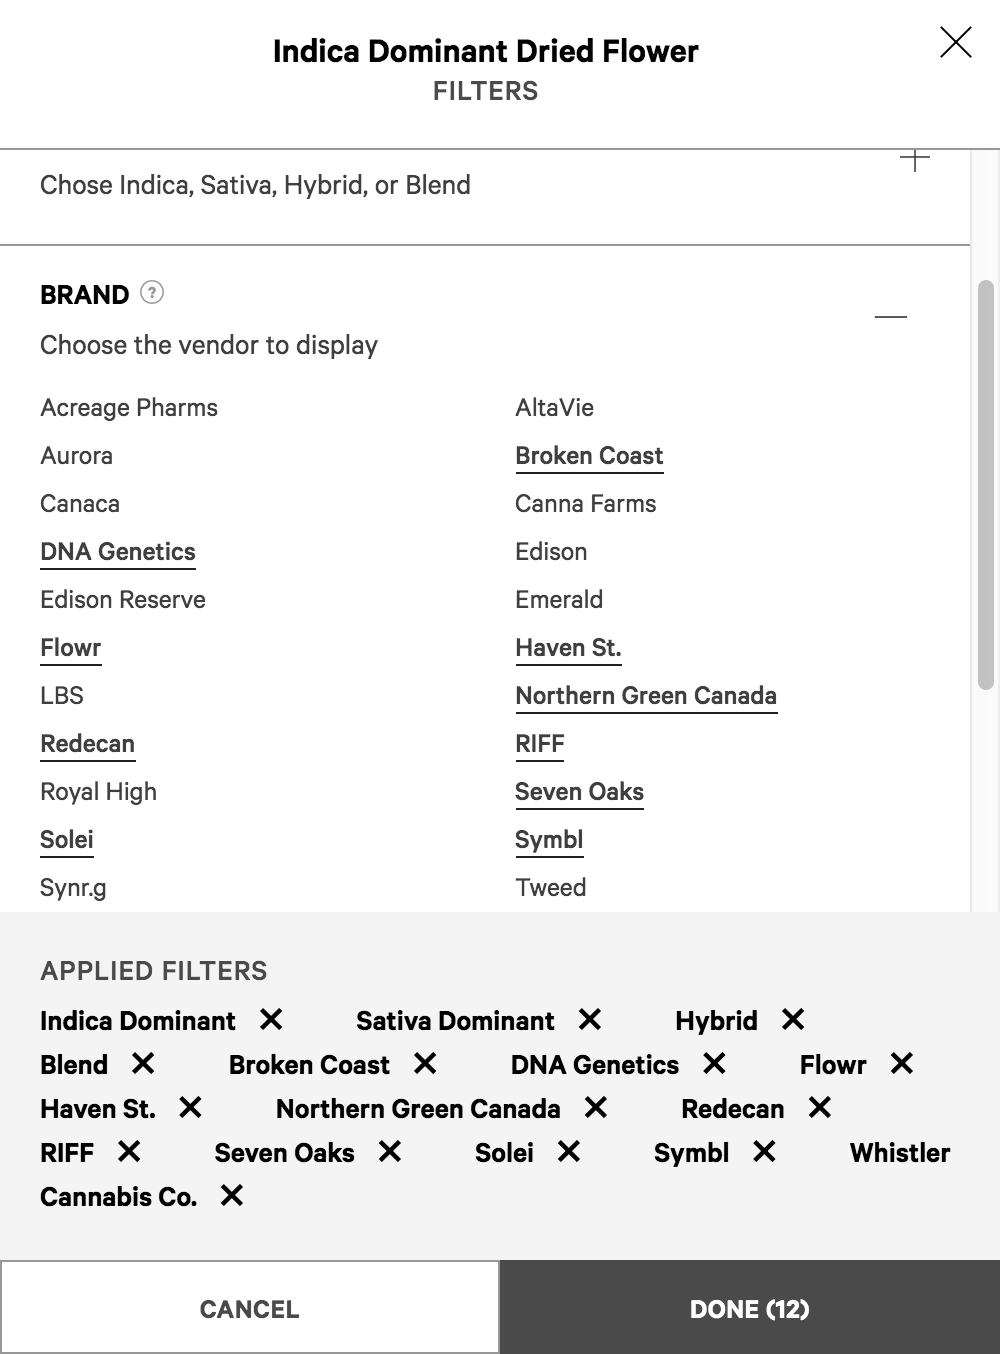 Indica Dominant Dried Flower
FILTERS
Chose Indica, Sativa, Hybrid, or Blend
BRAND ?
Choose the vendor to display
Acreage Pharms AltaVie
Aurora Broken Coast
Canaca Canna Farms
DNA Genetics Edison
Edison Reserve Emerald
Flowr Haven St.
LBS Northern Green Canada
Redecan RIFF
Royal High Seven Oaks
Solei Symbl
Synr.g Tweed
APPLIED FILTERS
Indica Dominant ✕ Sativa Dominant ✕ Hybrid ✕
Blend ✕ Broken Coast ✕ DNA Genetics ✕ Flowr ✕
Haven St. ✕ Northern Green Canada ✕ Redecan ✕
RIFF ✕ Seven Oaks ✕ Solei ✕ Symbl ✕ Whistler
Cannabis Co. ✕
CANCEL DONE (12)